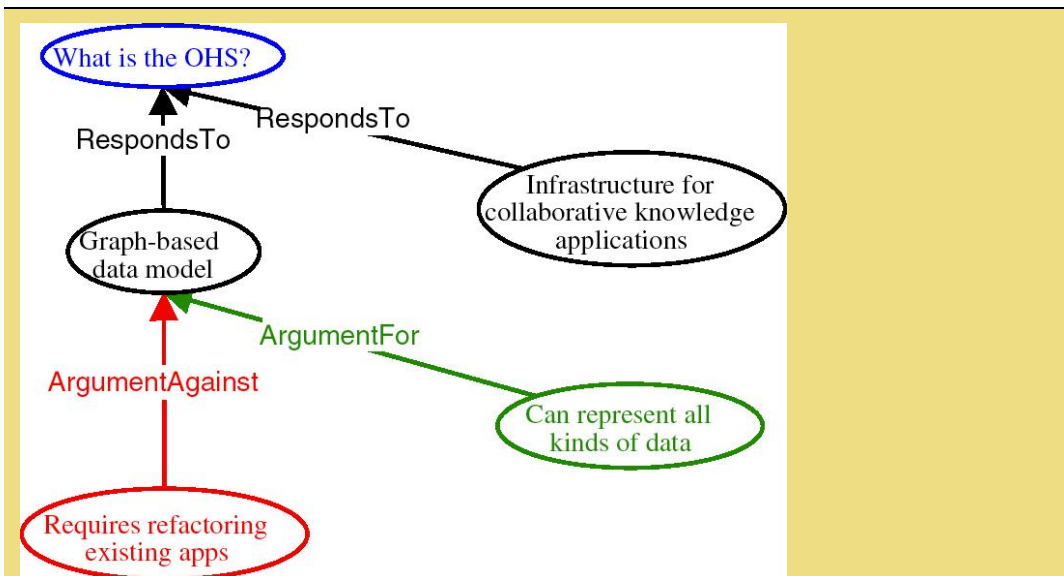 What is the OHS?
RespondsTo
RespondsTo
Infrastructure for
collaborative knowledge
applications
Graph-based
data model
ArgumentFor
ArgumentAgainst
Can represent all
kinds of data
Requires refactoring
existing apps